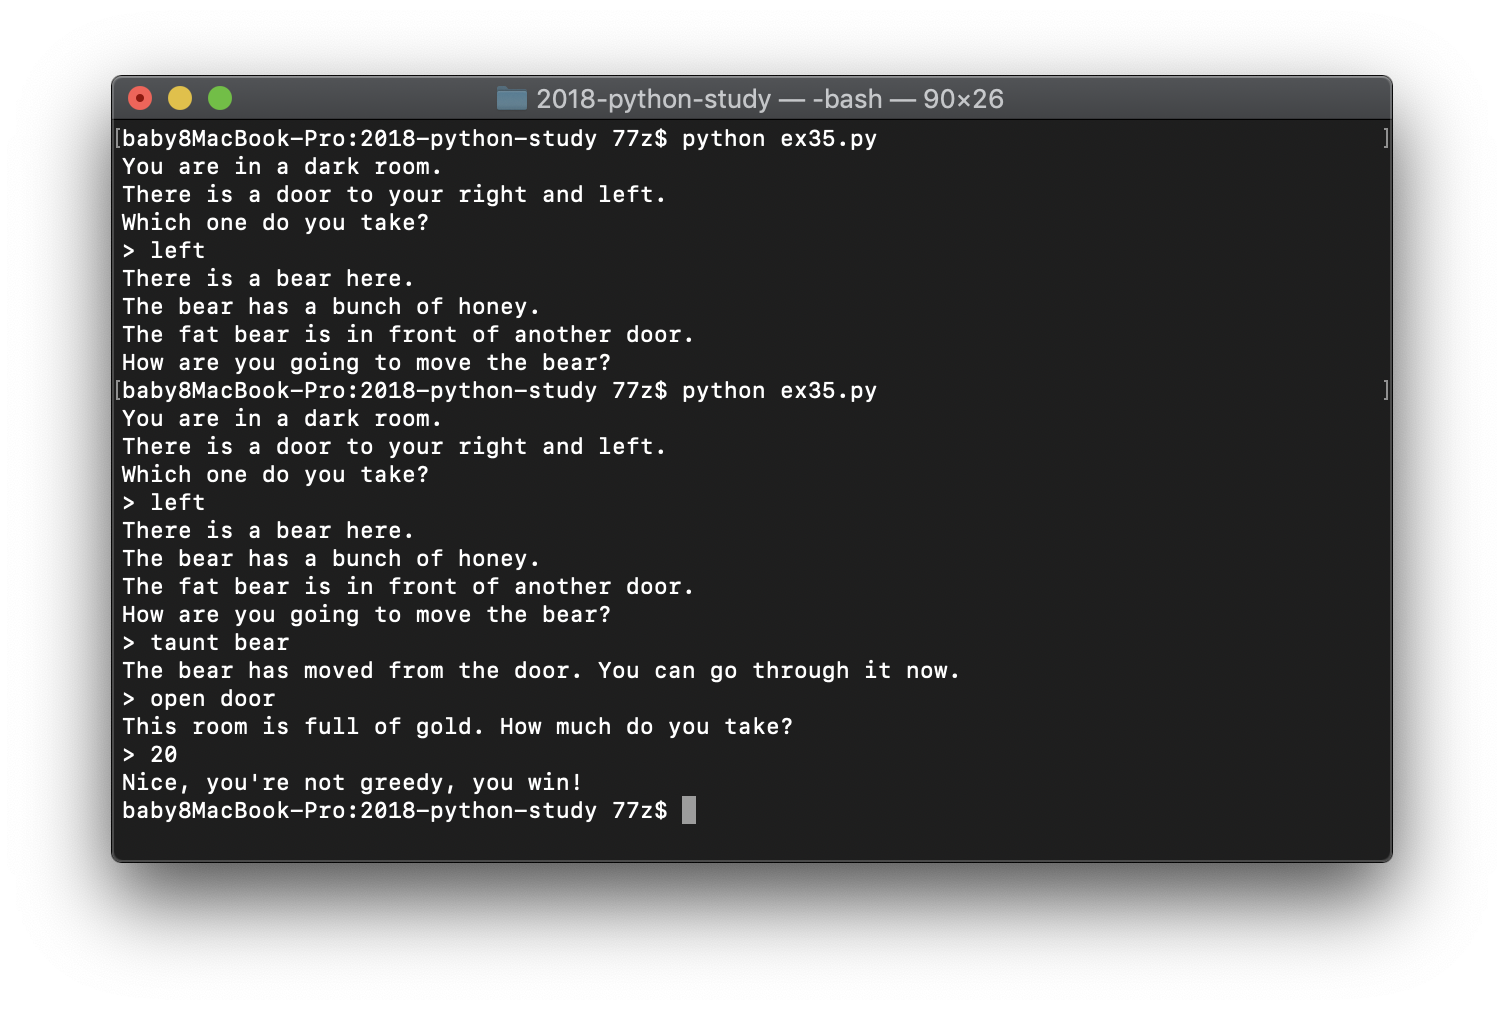 2018-python-study — -bash — 90×26
[baby8MacBook-Pro:2018-python-study 77z$ python ex35.py ]
You are in a dark room.
There is a door to your right and left.
Which one do you take?
> left
There is a bear here.
The bear has a bunch of honey.
The fat bear is in front of another door.
How are you going to move the bear?
[baby8MacBook-Pro:2018-python-study 77z$ python ex35.py ]
You are in a dark room.
There is a door to your right and left.
Which one do you take?
> left
There is a bear here.
The bear has a bunch of honey.
The fat bear is in front of another door.
How are you going to move the bear?
> taunt bear
The bear has moved from the door. You can go through it now.
> open door
This room is full of gold. How much do you take?
> 20
Nice, you're not greedy, you win!
baby8MacBook-Pro:2018-python-study 77z$